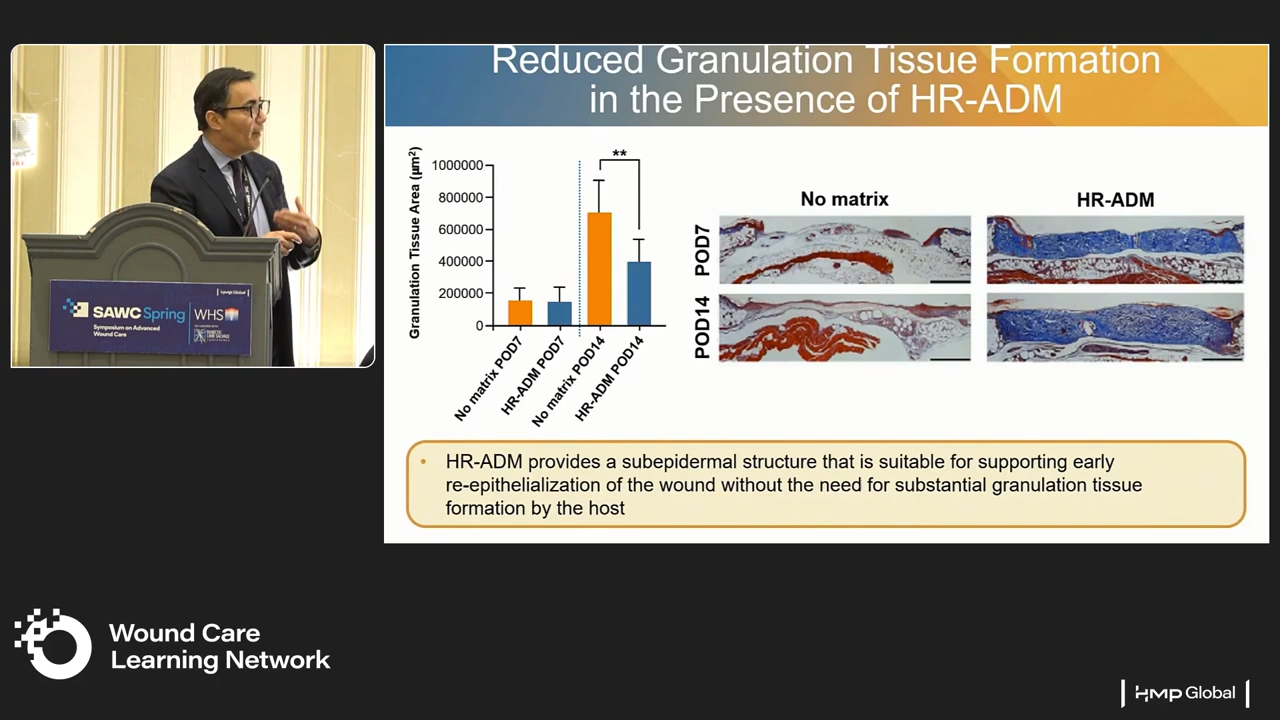 Reduced Granulation Tissue Formation
in the Presence of HR-ADM
Granulation Tissue Area (µm²)
1000000
800000
600000
400000
200000
0
**
No matrix POD7
HR-ADM POD7
No matrix POD14
HR-ADM POD14
No matrix
HR-ADM
POD7
POD14
• HR-ADM provides a subepidermal structure that is suitable for supporting early
re-epithelialization of the wound without the need for substantial granulation tissue
formation by the host
SAWC Spring
Symposium on Advanced
Wound Care
WHS
Wound Care
Learning Network
HMP Global